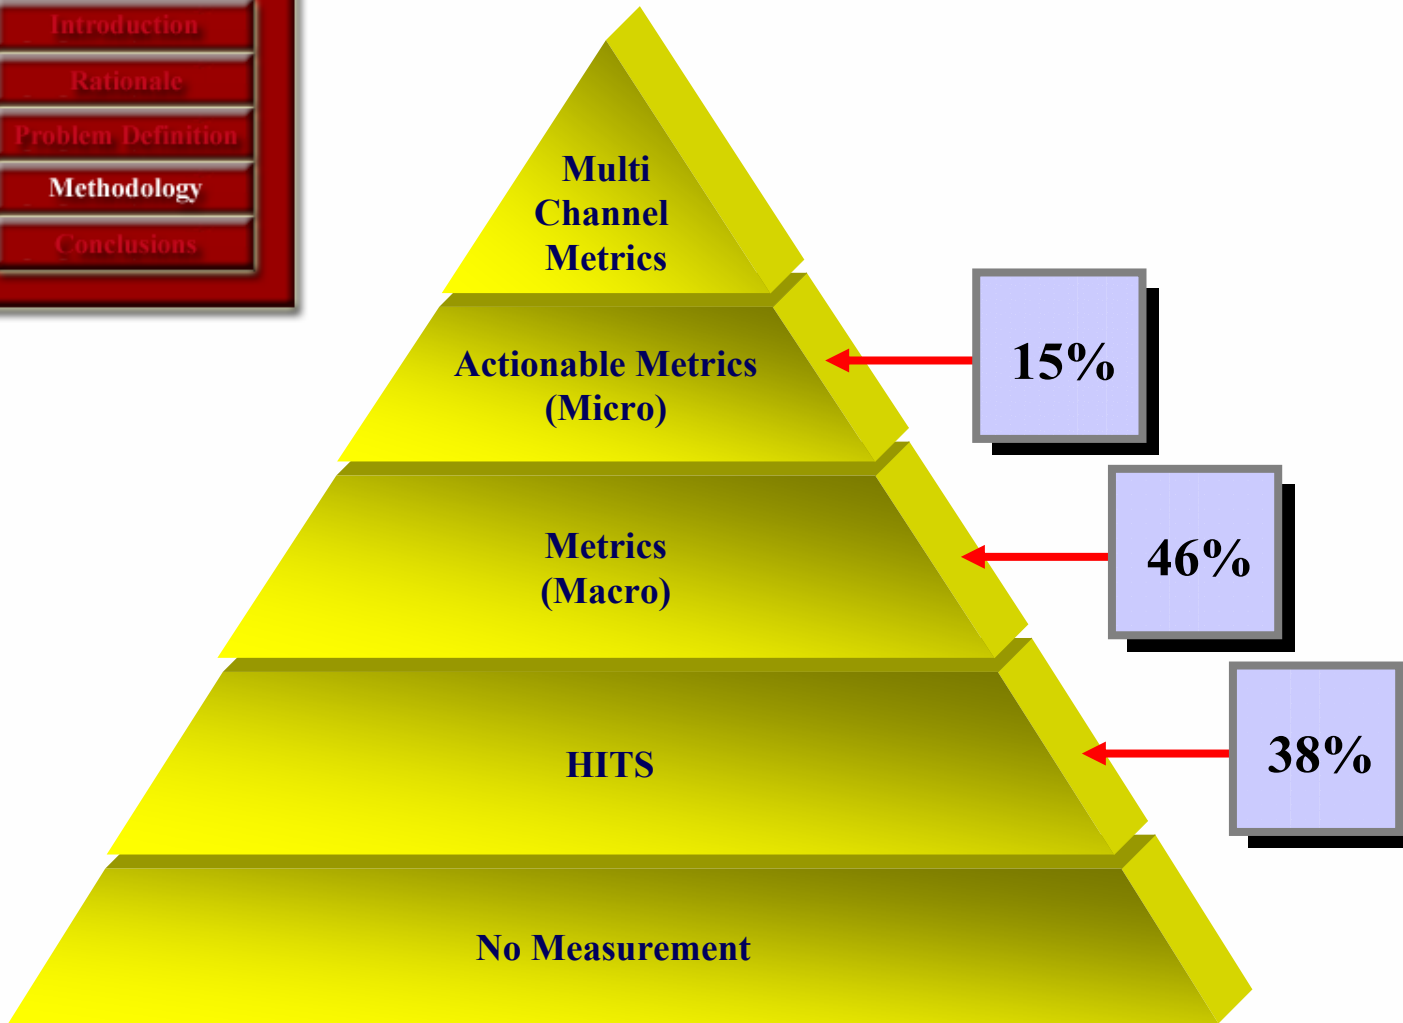 Introduction
Rationale
Problem Definition
Methodology
Conclusions
Multi
Channel
Metrics
Actionable Metrics
(Micro)
15%
Metrics
(Macro)
46%
HITS
38%
No Measurement